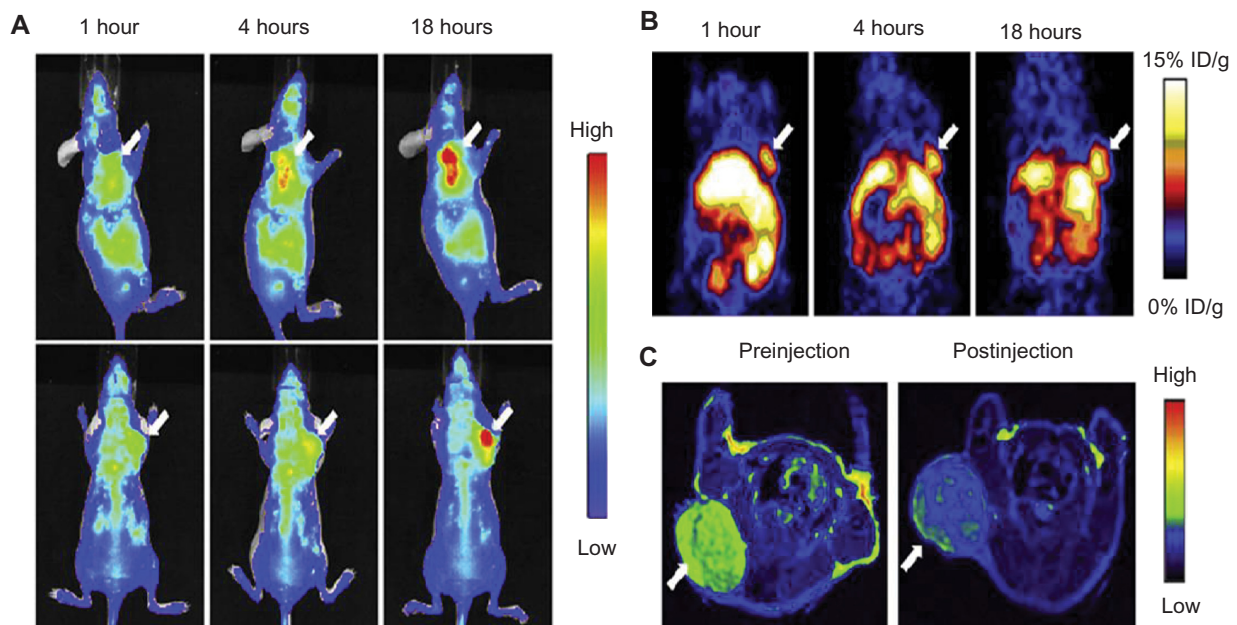 A
1 hour
4 hours
18 hours
High
Low
B
1 hour
4 hours
18 hours
15% ID/g
0% ID/g
C
Preinjection
Postinjection
High
Low